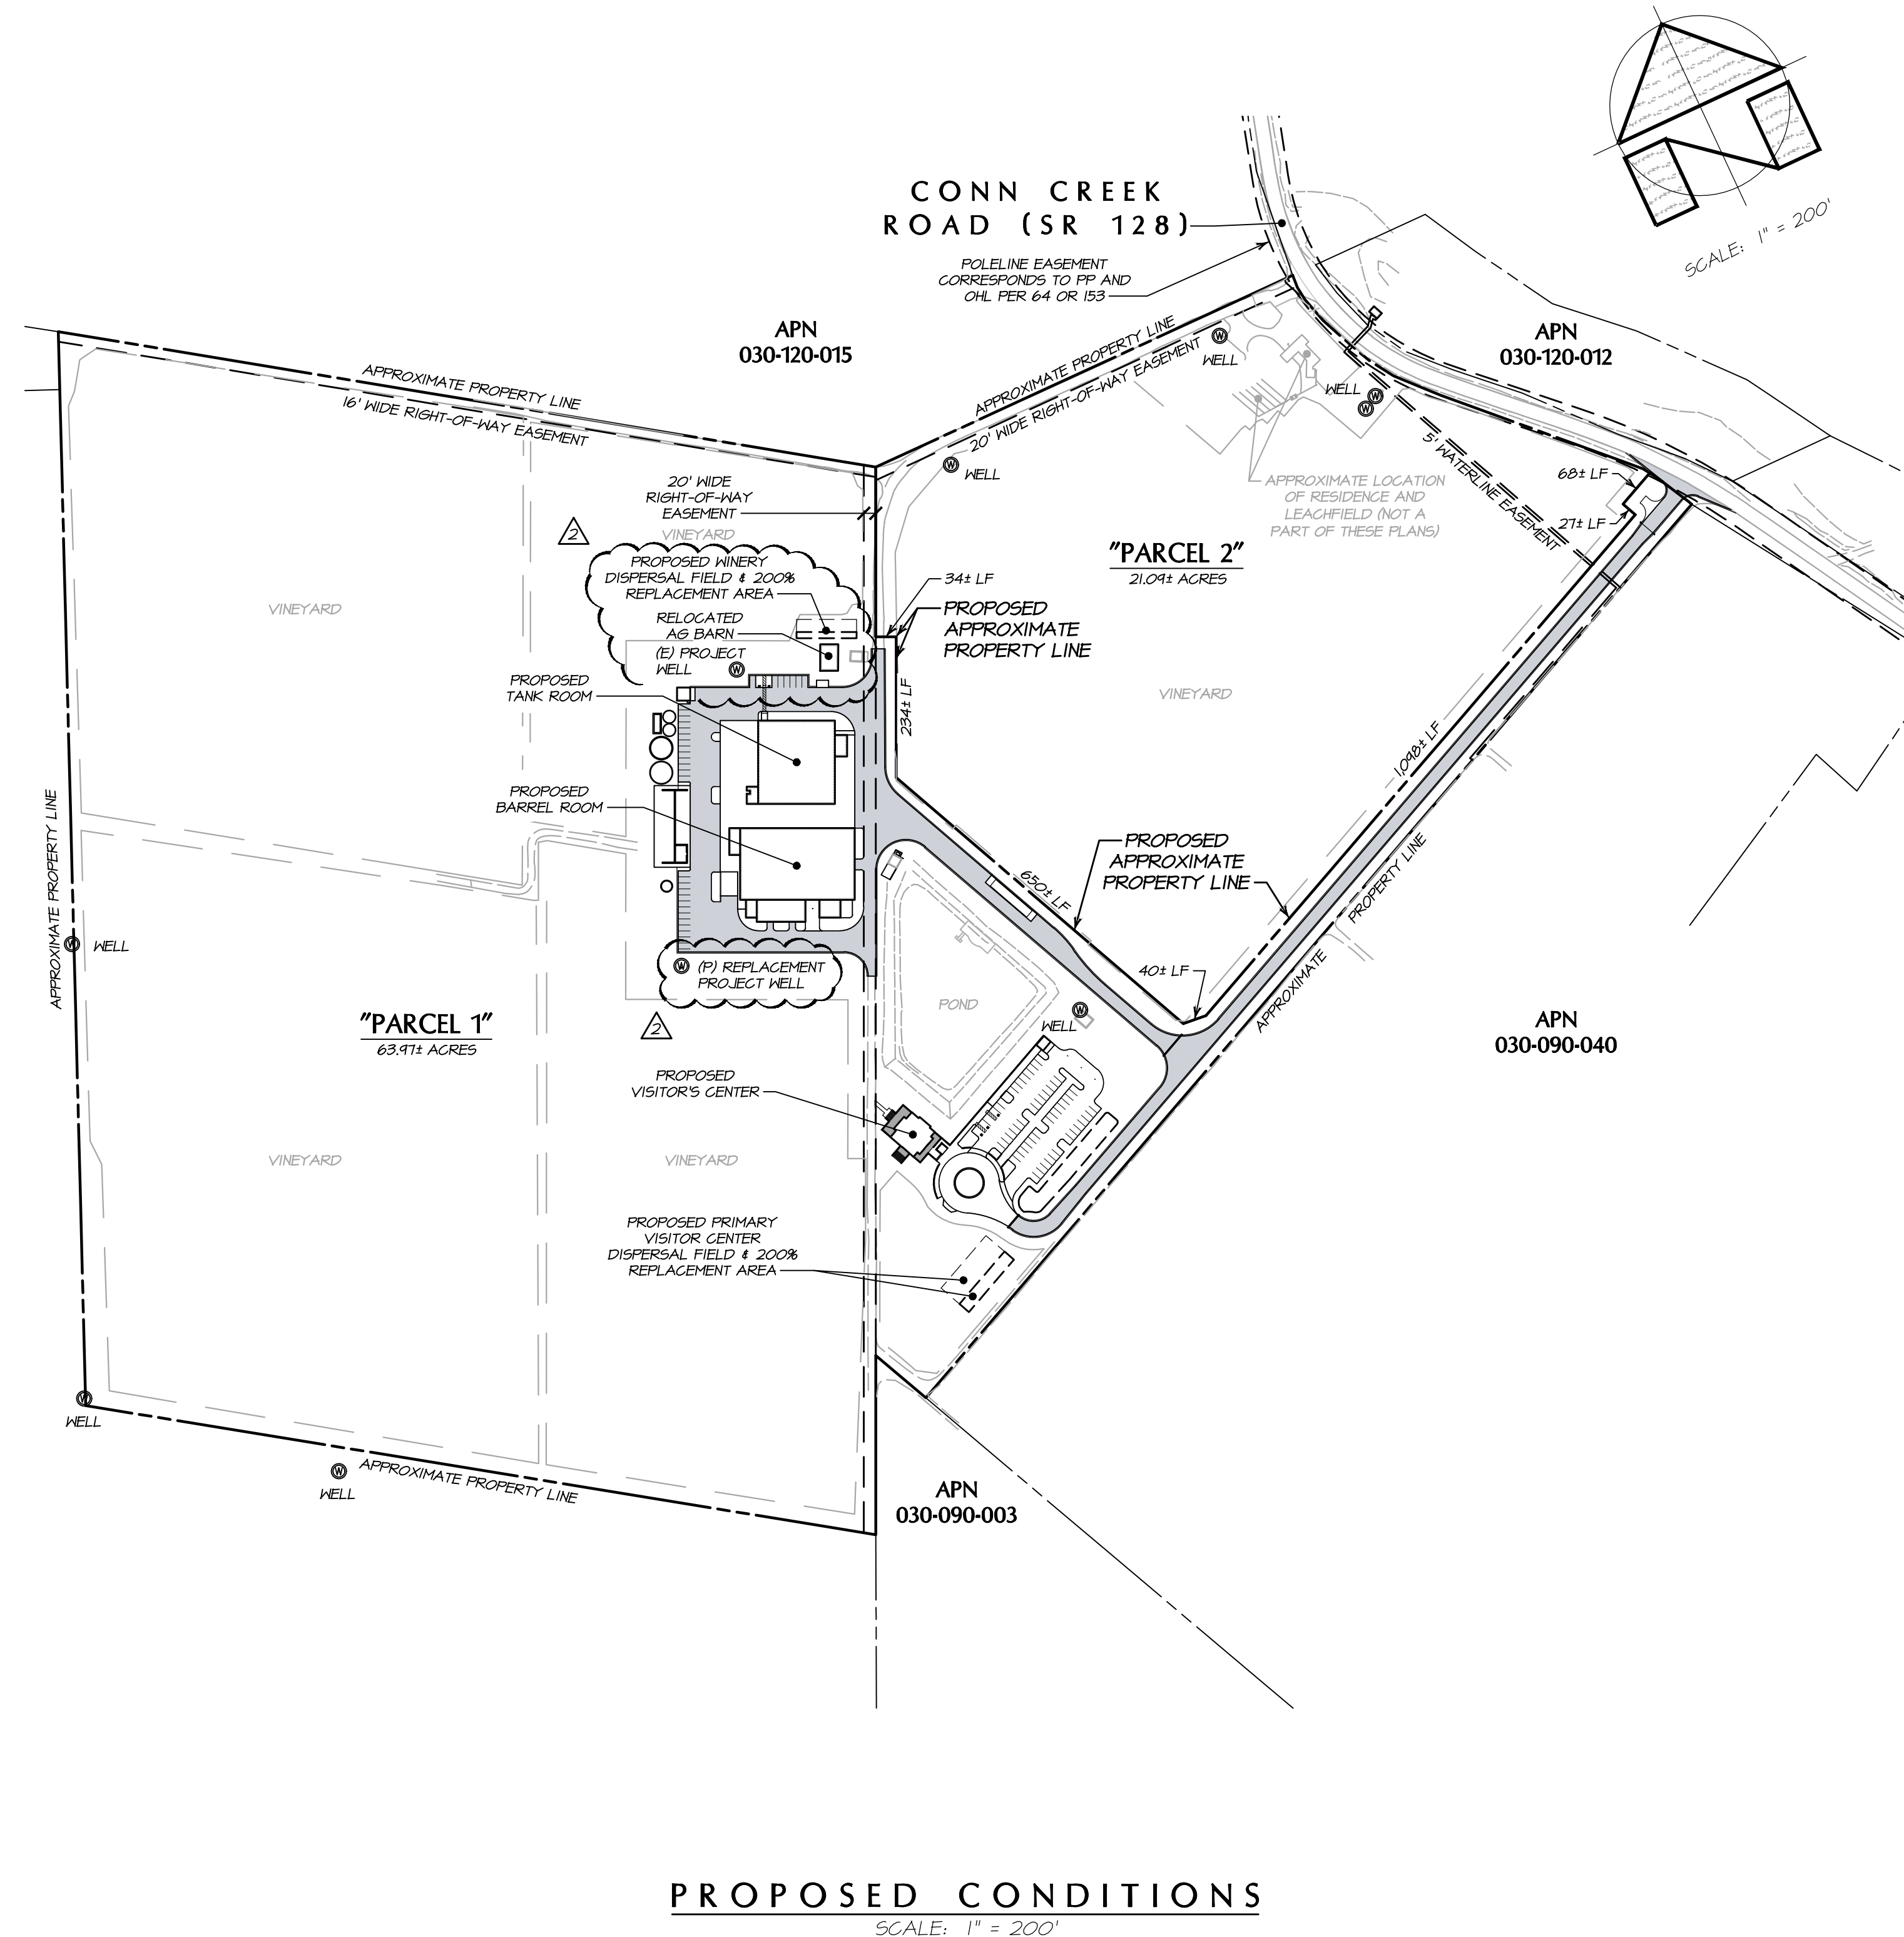 SCALE: 1" = 200'
CONN CREEK
ROAD (SR 128)
POLELINE EASEMENT
CORRESPONDS TO PP AND
OHL PER 64 OR 153
APN
030-120-015
APN
030-120-012
APPROXIMATE PROPERTY LINE
16' WIDE RIGHT-OF-WAY EASEMENT
APPROXIMATE PROPERTY LINE
20' WIDE RIGHT-OF-WAY EASEMENT
WELL
WELL
WELL
5' WATERLINE EASEMENT
68± LF
27± LF
20' WIDE
RIGHT-OF-WAY
EASEMENT
APPROXIMATE LOCATION
OF RESIDENCE AND
LEACHFIELD (NOT A
PART OF THESE PLANS)
2
VINEYARD
PROPOSED WINERY
DISPERSAL FIELD & 200%
REPLACEMENT AREA
"PARCEL 2"
21.09± ACRES
34± LF
PROPOSED
APPROXIMATE
PROPERTY LINE
VINEYARD
RELOCATED
AG BARN
(E) PROJECT
WELL
PROPOSED
TANK ROOM
234± LF
VINEYARD
1,098± LF
PROPOSED
BARREL ROOM
APPROXIMATE PROPERTY LINE
650± LF
PROPOSED
APPROXIMATE
PROPERTY LINE
APPROXIMATE PROPERTY LINE
WELL
(P) REPLACEMENT
PROJECT WELL
40± LF
POND
WELL
2
"PARCEL 1"
63.97± ACRES
APN
030-090-040
PROPOSED
VISITOR'S CENTER
VINEYARD
VINEYARD
PROPOSED PRIMARY
VISITOR CENTER
DISPERSAL FIELD & 200%
REPLACEMENT AREA
WELL
APPROXIMATE PROPERTY LINE
WELL
APN
030-090-003
PROPOSED CONDITIONS
SCALE: 1" = 200'